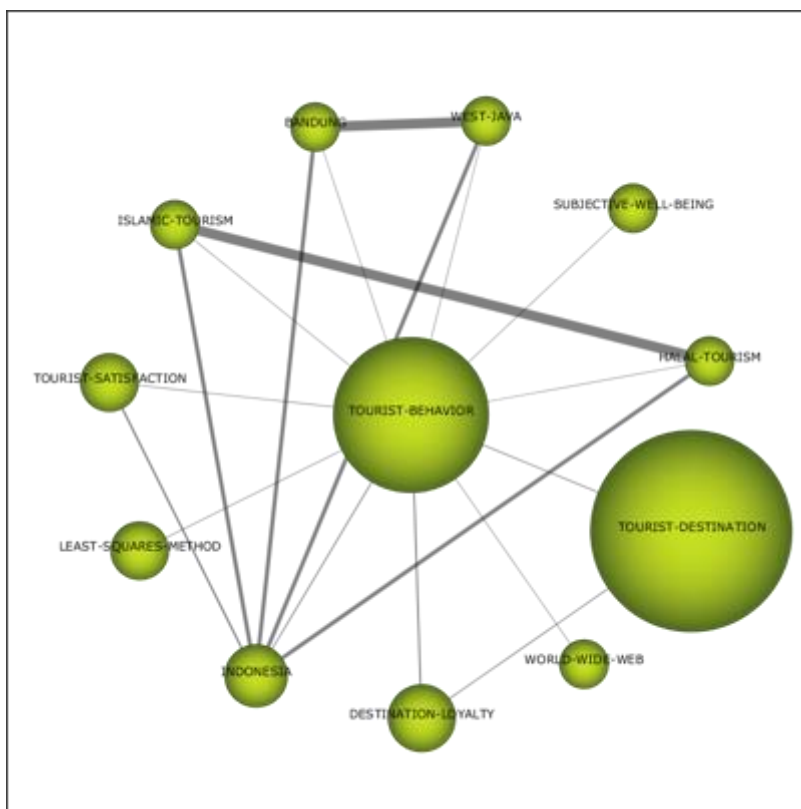 BANDUNG
WEST-JAVA
SUBJECTIVE-WELL-BEING
ISLAMIC-TOURISM
HALAL-TOURISM
TOURIST-SATISFACTION
TOURIST-BEHAVIOR
TOURIST-DESTINATION
LEAST-SQUARES-METHOD
WORLD-WIDE-WEB
INDONESIA
DESTINATION-LOYALTY